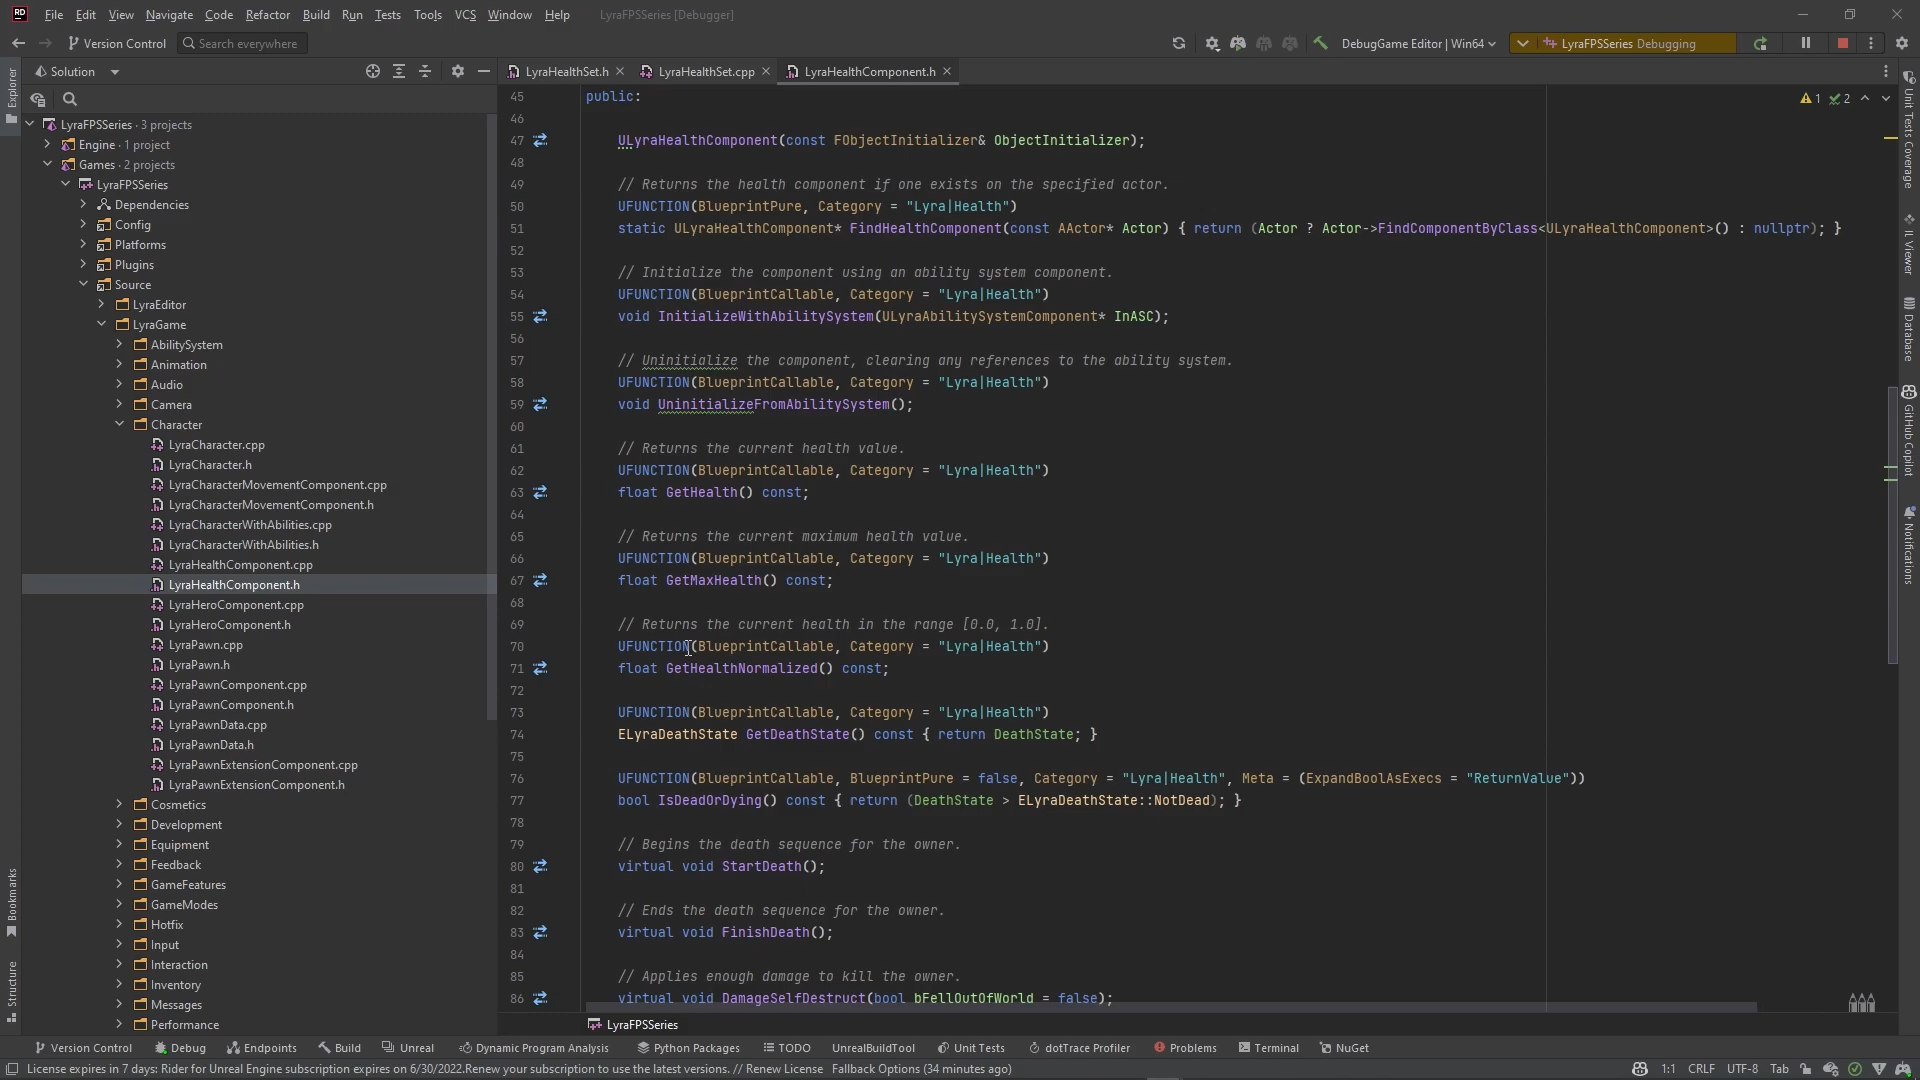 RD File Edit View Navigate Code Refactor Build Run Tests Tools VCS Window Help LyraFPSSeries [Debugger]
Version Control Search everywhere DebugGame Editor | Win64 LyraFPSSeries Debugging
Solution LyraHealthSet.h LyraHealthSet.cpp LyraHealthComponent.h
Explorer
LyraFPSSeries · 3 projects
Engine · 1 project
Games · 2 projects
LyraFPSSeries
Dependencies
Config
Platforms
Plugins
Source
LyraEditor
LyraGame
AbilitySystem
Animation
Audio
Camera
Character
LyraCharacter.cpp
LyraCharacter.h
LyraCharacterMovementComponent.cpp
LyraCharacterMovementComponent.h
LyraCharacterWithAbilities.cpp
LyraCharacterWithAbilities.h
LyraHealthComponent.cpp
LyraHealthComponent.h
LyraHeroComponent.cpp
LyraHeroComponent.h
LyraPawn.cpp
LyraPawn.h
LyraPawnComponent.cpp
LyraPawnComponent.h
LyraPawnData.cpp
LyraPawnData.h
LyraPawnExtensionComponent.cpp
LyraPawnExtensionComponent.h
Cosmetics
Development
Equipment
Feedback
GameFeatures
GameModes
Hotfix
Input
Interaction
Inventory
Messages
Performance
Bookmarks
Structure
45 public:
1 2
46
47 ULyraHealthComponent(const FObjectInitializer& ObjectInitializer);
48
49 // Returns the health component if one exists on the specified actor.
50 UFUNCTION(BlueprintPure, Category = "Lyra|Health")
51 static ULyraHealthComponent* FindHealthComponent(const AActor* Actor) { return (Actor ? Actor->FindComponentByClass<ULyraHealthComponent>() : nullptr); }
52
53 // Initialize the component using an ability system component.
54 UFUNCTION(BlueprintCallable, Category = "Lyra|Health")
55 void InitializeWithAbilitySystem(ULyraAbilitySystemComponent* InASC);
56
57 // Uninitialize the component, clearing any references to the ability system.
58 UFUNCTION(BlueprintCallable, Category = "Lyra|Health")
59 void UninitializeFromAbilitySystem();
60
61 // Returns the current health value.
62 UFUNCTION(BlueprintCallable, Category = "Lyra|Health")
63 float GetHealth() const;
64
65 // Returns the current maximum health value.
66 UFUNCTION(BlueprintCallable, Category = "Lyra|Health")
67 float GetMaxHealth() const;
68
69 // Returns the current health in the range [0.0, 1.0].
70 UFUNCTION(BlueprintCallable, Category = "Lyra|Health")
71 float GetHealthNormalized() const;
72
73 UFUNCTION(BlueprintCallable, Category = "Lyra|Health")
74 ELyraDeathState GetDeathState() const { return DeathState; }
75
76 UFUNCTION(BlueprintCallable, BlueprintPure = false, Category = "Lyra|Health", Meta = (ExpandBoolAsExecs = "ReturnValue"))
77 bool IsDeadOrDying() const { return (DeathState > ELyraDeathState::NotDead); }
78
79 // Begins the death sequence for the owner.
80 virtual void StartDeath();
81
82 // Ends the death sequence for the owner.
83 virtual void FinishDeath();
84
85 // Applies enough damage to kill the owner.
86 virtual void DamageSelfDestruct(bool bFellOutOfWorld = false);
LyraFPSSeries
Unit Tests Coverage
IL Viewer
Database
GitHub Copilot
Notifications
Version Control Debug Endpoints Build Unreal Dynamic Program Analysis Python Packages TODO UnrealBuildTool Unit Tests dotTrace Profiler Problems Terminal NuGet
License expires in 7 days: Rider for Unreal Engine subscription expires on 6/30/2022.Renew your subscription to use the latest versions. // Renew License Fallback Options (34 minutes ago) 1:1 CRLF UTF-8 Tab